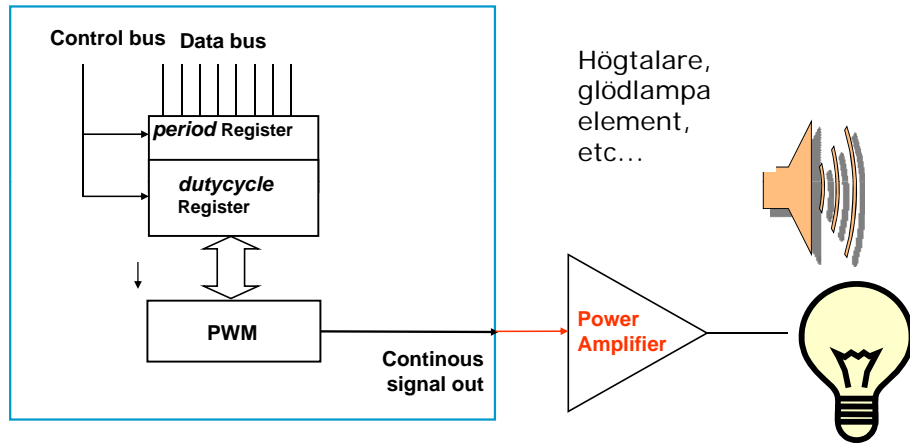 Control bus
Data bus
period Register
dutycycle
Register
PWM
Continous
signal out
Power
Amplifier
Högtalare,
glödlampa
element,
etc...